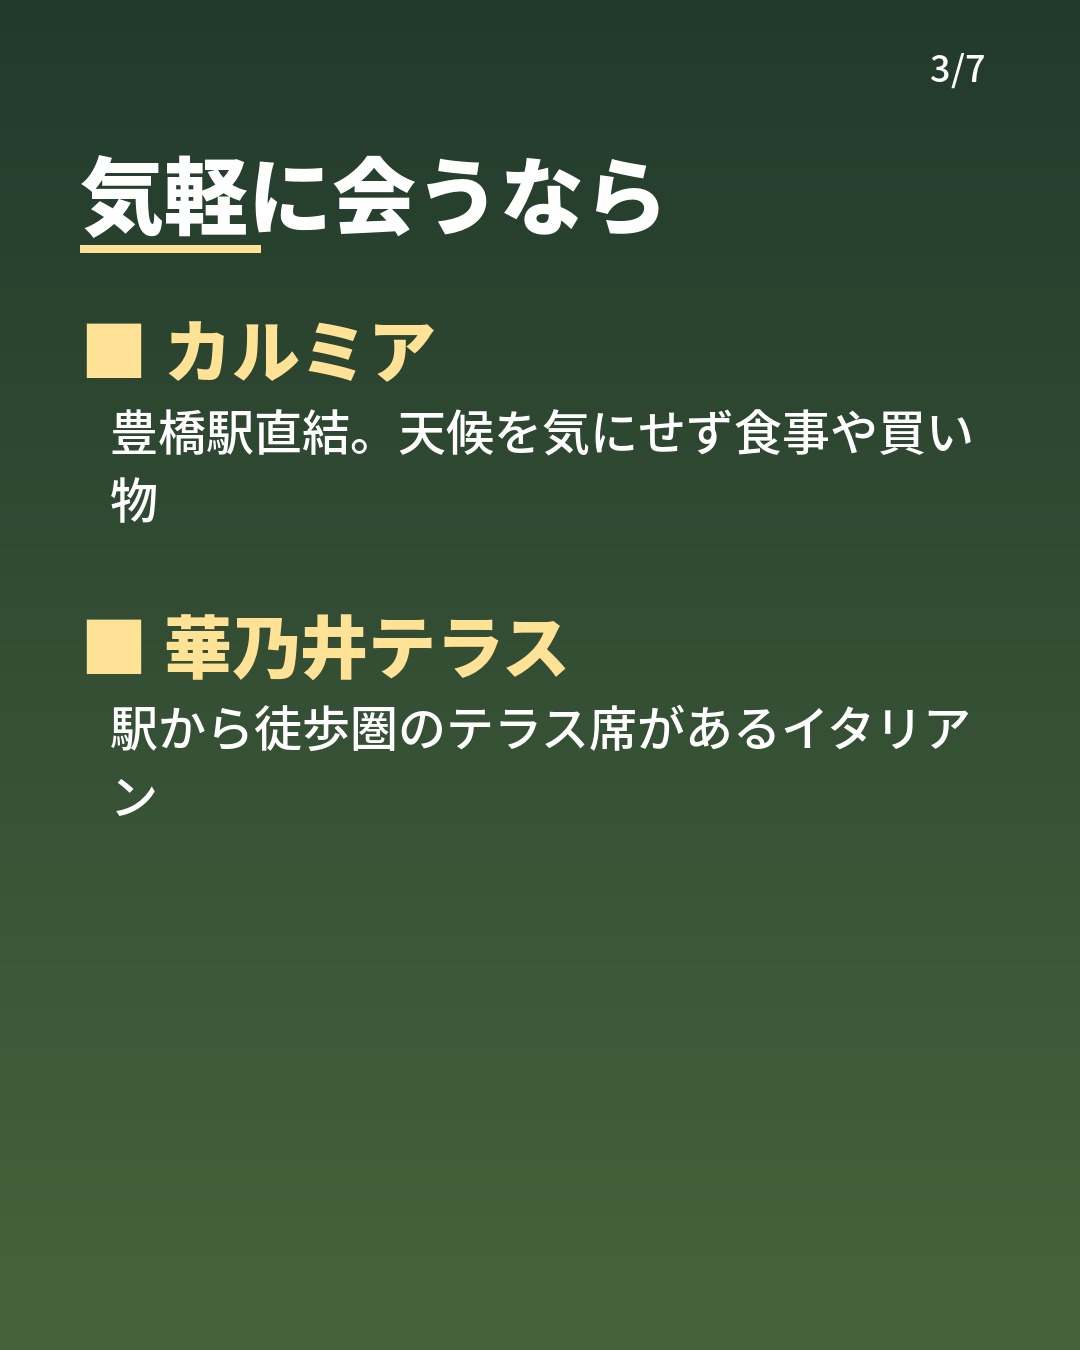 3/7
気軽に会うなら
■ カルミア
豊橋駅直結。天候を気にせず食事や買い
物
■ 華乃井テラス
駅から徒歩圏のテラス席があるイタリア
ン